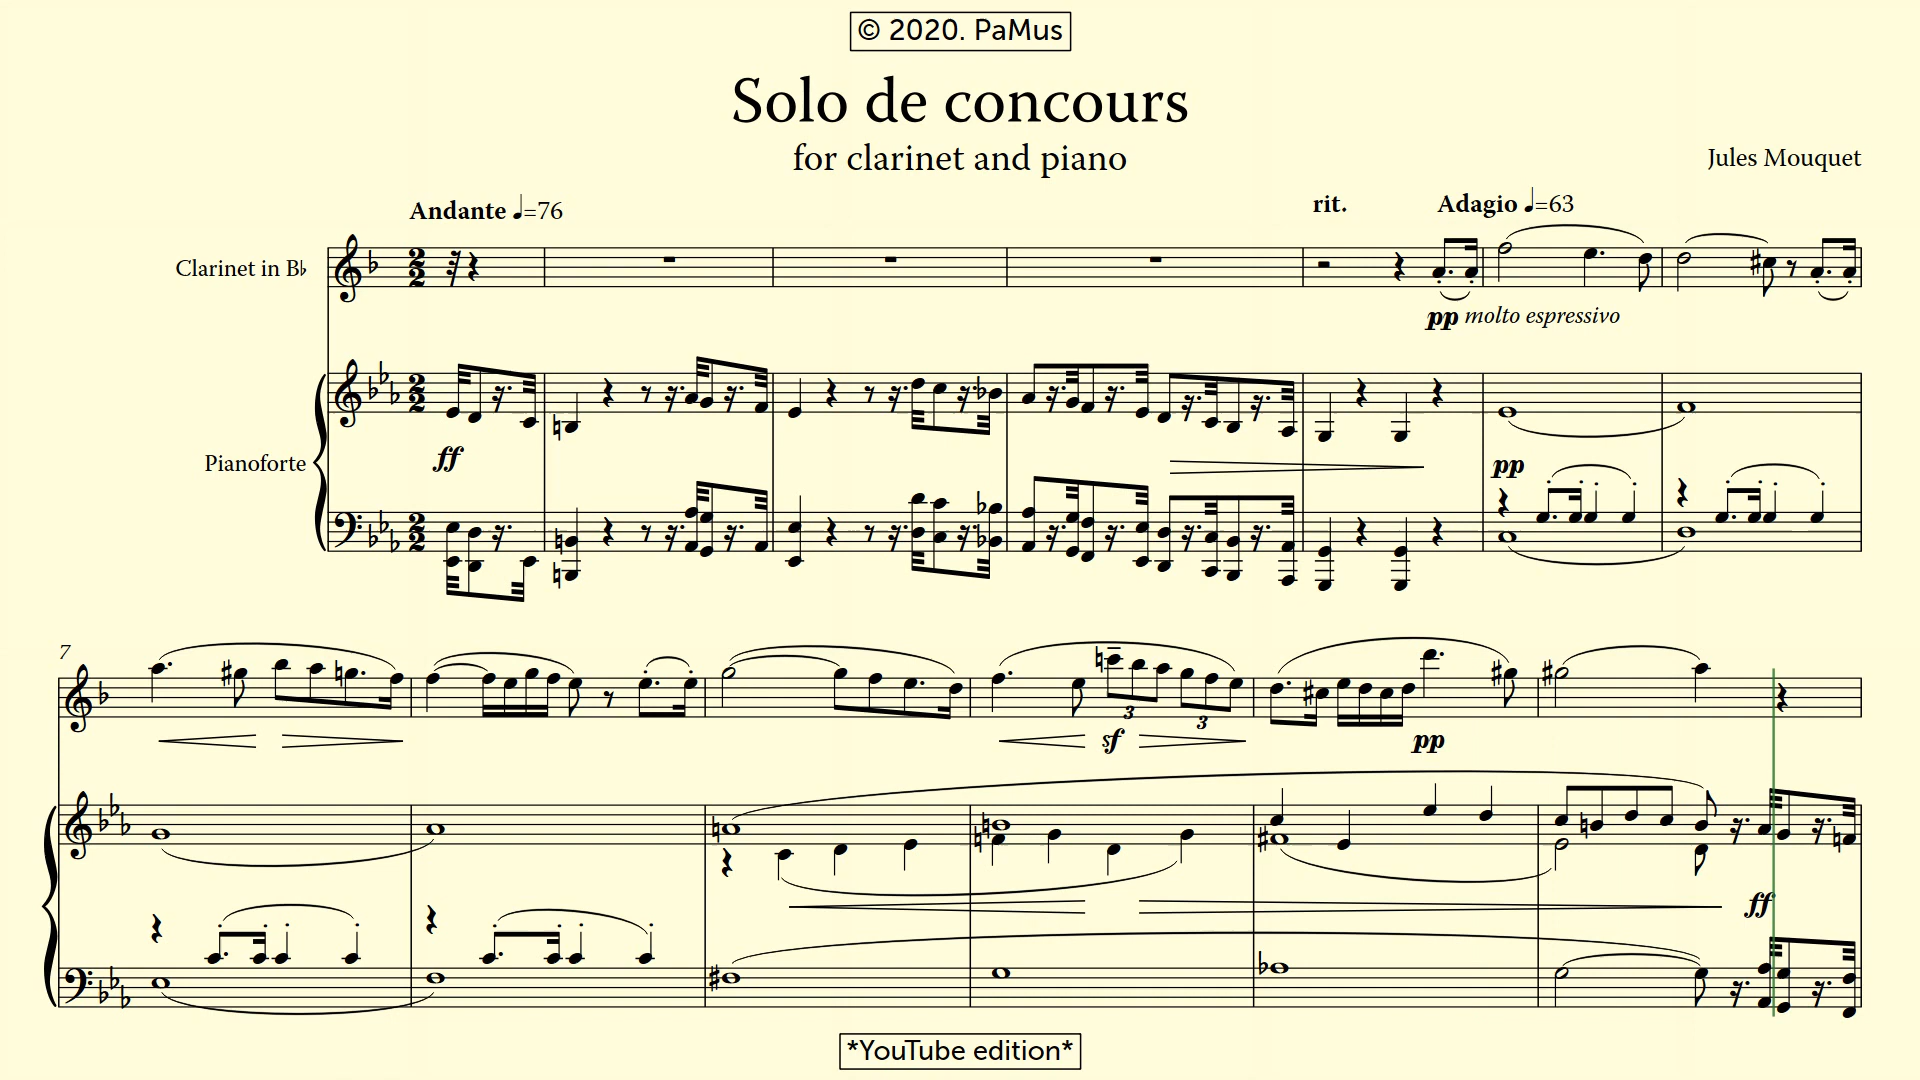 © 2020. PaMus
Solo de concours
for clarinet and piano
Jules Mouquet
Andante ♩=76
rit.
Adagio ♩=63
Clarinet in B♭
pp molto espressivo
Pianoforte
ff
pp
7
3
3
sf
pp
ff
*YouTube edition*